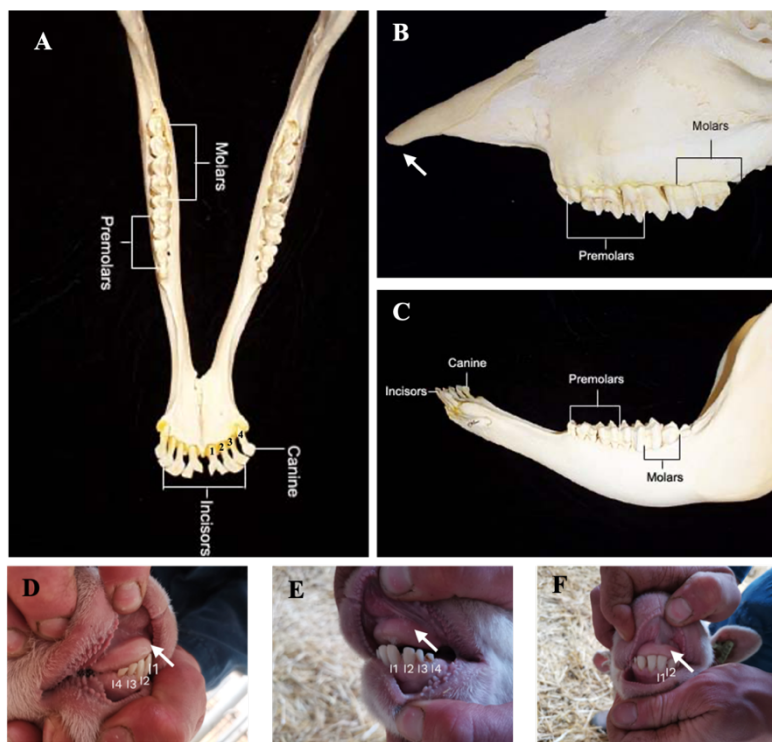 A
Molars
Premolars
1 2 3 4
Canine
Incisors
B
Molars
Premolars
C
Canine
Incisors
Premolars
Molars
D
I4 I3 I2 I1
E
I1 I2 I3 I4
F
I1 I2